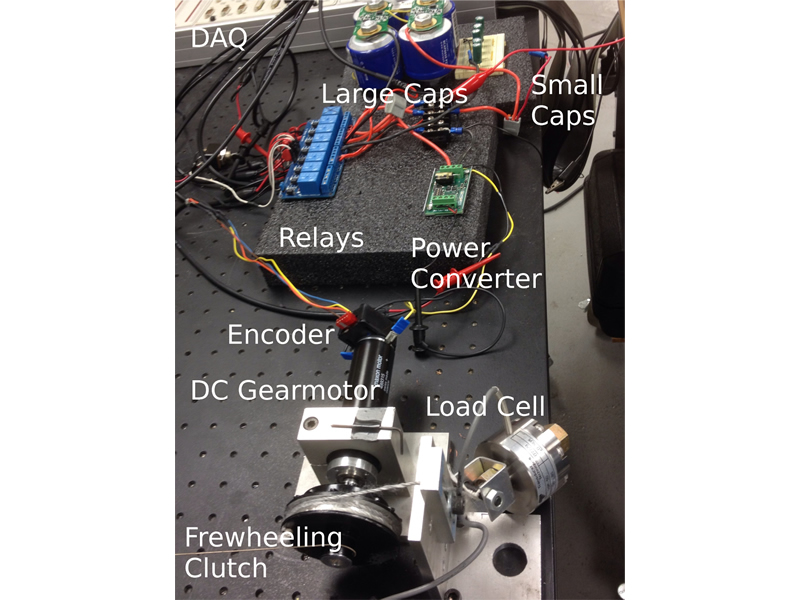 DAQ
Large Caps
Small
Caps
Relays
Power
Converter
Encoder
DC Gearmotor
Load Cell
Frewheeling
Clutch